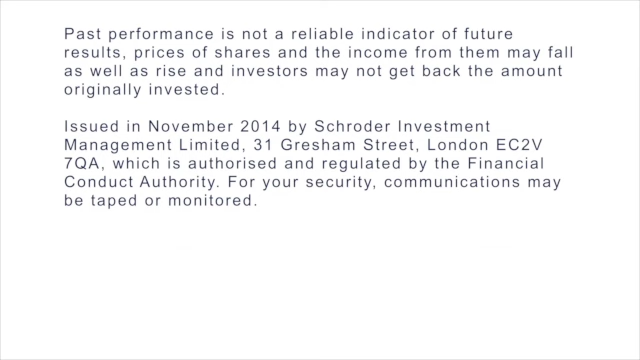 Past performance is not a reliable indicator of future
results, prices of shares and the income from them may fall
as well as rise and investors may not get back the amount
originally invested.
Issued in November 2014 by Schroder Investment
Management Limited, 31 Gresham Street, London EC2V
7QA, which is authorised and regulated by the Financial
Conduct Authority. For your security, communications may
be taped or monitored.